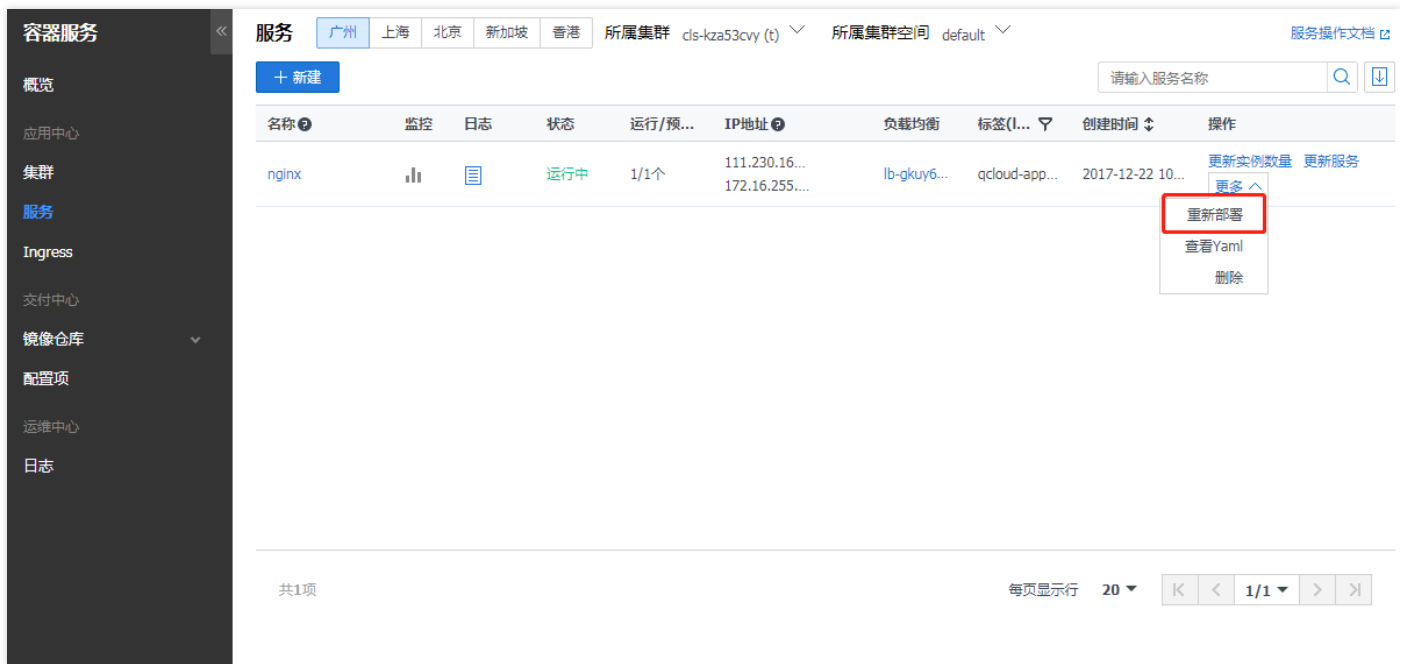 容器服务
概览
应用中心
集群
服务
Ingress
交付中心
镜像仓库
配置项
运维中心
日志
服务 广州 上海 北京 新加坡 香港 所属集群 cls-kza53cvy (t) 所属集群空间 default 服务操作文档
新建 请输入服务名称
名称 监控 日志 状态 运行/预... IP地址 负载均衡 标签(l... 创建时间 操作
nginx 运行中 1/1个 111.230.16... 172.16.255.... lb-gkuy6... qcloud-app... 2017-12-22 10... 更新实例数量 更新服务
更多
重新部署
查看Yaml
删除
共1项 每页显示行 20 1/1